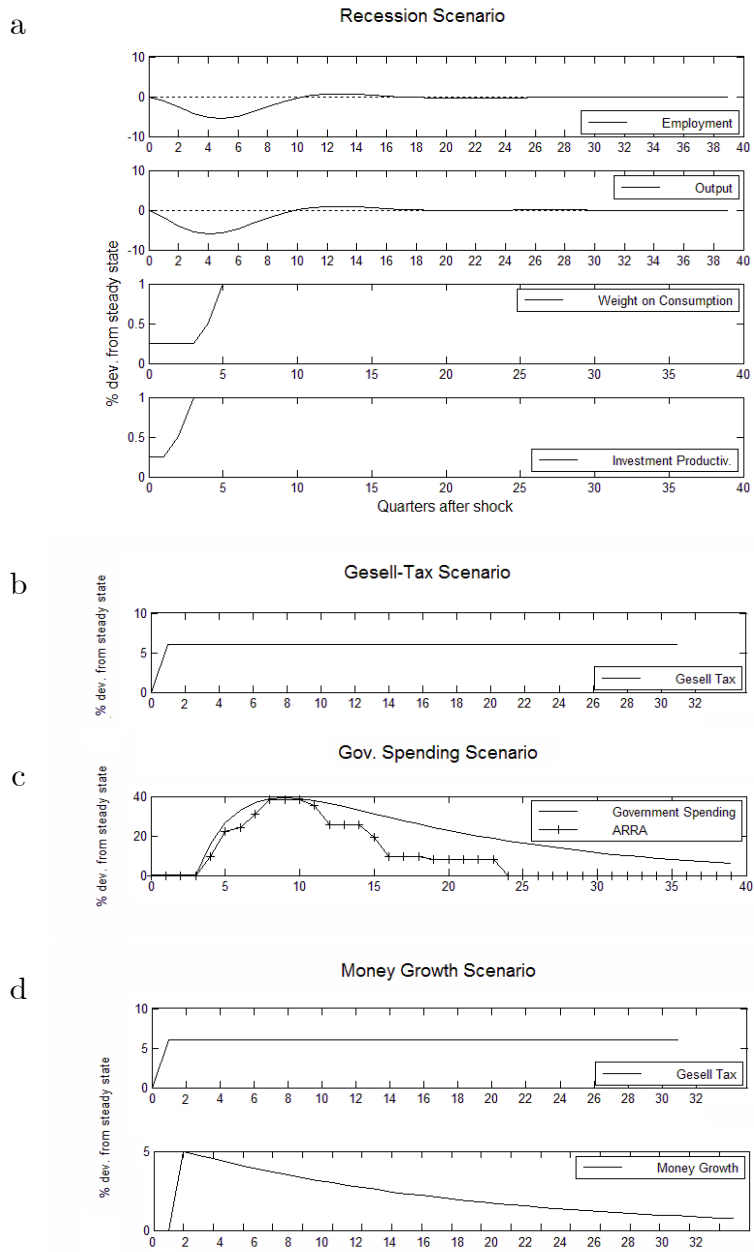 a
Recession Scenario
10
0
-10
Employment
0 2 4 6 8 10 12 14 16 18 20 22 24 26 28 30 32 34 36 38 40
10
0
-10
Output
0 2 4 6 8 10 12 14 16 18 20 22 24 26 28 30 32 34 36 38 40
% dev. from steady state
1
0.5
0
Weight on Consumption
0 5 10 15 20 25 30 35 40
1
0.5
0
Investment Productiv.
0 5 10 15 20 25 30 35 40
Quarters after shock
b
Gesell-Tax Scenario
% dev. from steady state
10
5
0
Gesell Tax
0 2 4 6 8 10 12 14 16 18 20 22 24 26 28 30 32
c
Gov. Spending Scenario
% dev. from steady state
40
20
0
Government Spending
ARRA
0 5 10 15 20 25 30 35 40
d
Money Growth Scenario
% dev. from steady state
10
5
0
Gesell Tax
0 2 4 6 8 10 12 14 16 18 20 22 24 26 28 30 32
5
0
Money Growth
0 2 4 6 8 10 12 14 16 18 20 22 24 26 28 30 32